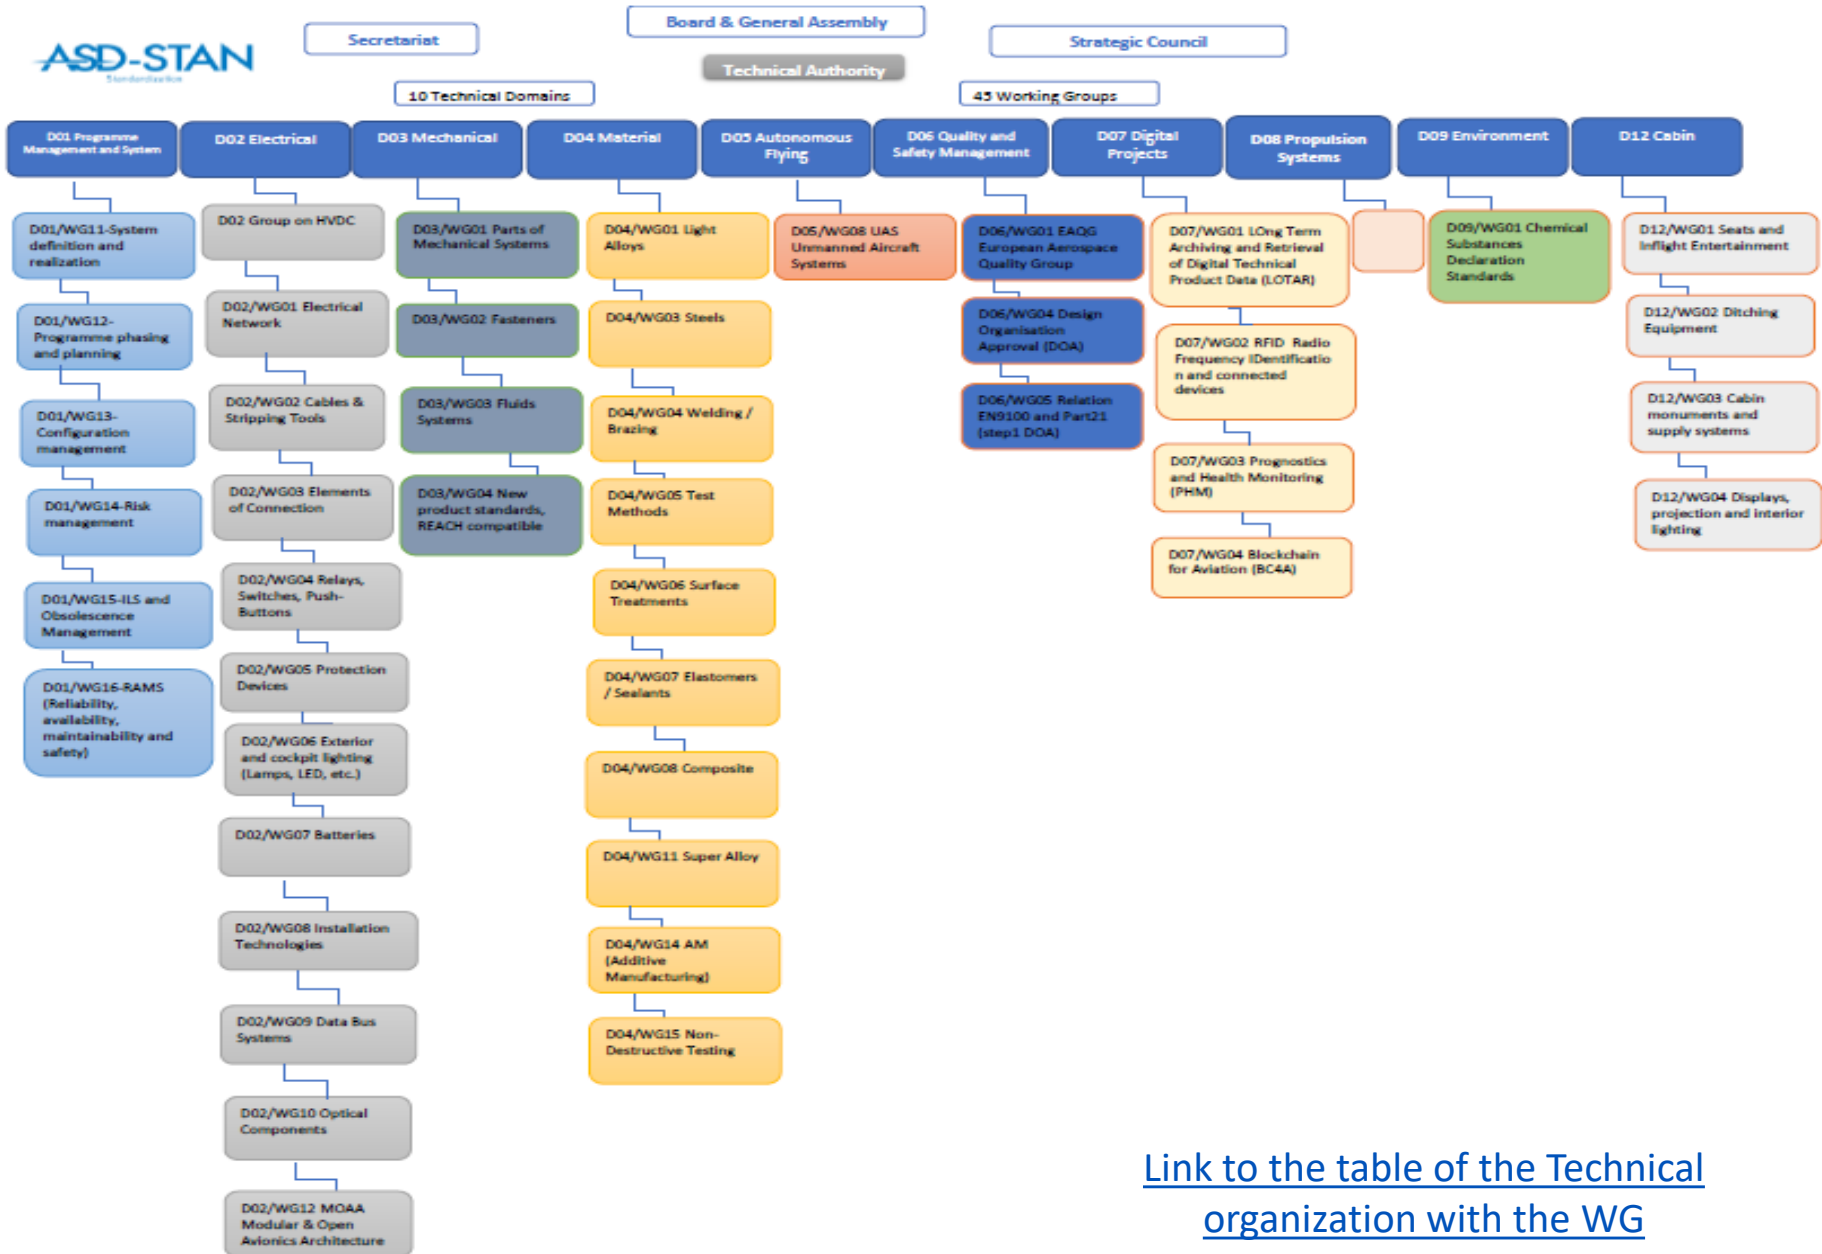 ASD-STAN
Standardization
Secretariat
Board & General Assembly
Strategic Council
Technical Authority
10 Technical Domains
45 Working Groups
D01 Programme
Management and System
D02 Electrical
D03 Mechanical
D04 Material
D05 Autonomous
Flying
D06 Quality and
Safety Management
D07 Digital
Projects
D08 Propulsion
Systems
D09 Environment
D12 Cabin
D01/WG11-System
definition and
realization
D01/WG12-
Programme phasing
and planning
D01/WG13-
Configuration
management
D01/WG14-Risk
management
D01/WG15-ILS and
Obsolescence
Management
D01/WG16-RAMS
(Reliability,
availability,
maintainability and
safety)
D02 Group on HVDC
D02/WG01 Electrical
Network
D02/WG02 Cables &
Stripping Tools
D02/WG03 Elements
of Connection
D02/WG04 Relays,
Switches, Push-
Buttons
D02/WG05 Protection
Devices
D02/WG06 Exterior
and cockpit lighting
(Lamps, LED, etc.)
D02/WG07 Batteries
D02/WG08 Installation
Technologies
D02/WG09 Data Bus
Systems
D02/WG10 Optical
Components
D02/WG12 MOAA
Modular & Open
Avionics Architecture
D03/WG01 Parts of
Mechanical Systems
D03/WG02 Fasteners
D03/WG03 Fluids
Systems
D03/WG04 New
product standards,
REACH compatible
D04/WG01 Light
Alloys
D04/WG03 Steels
D04/WG04 Welding /
Brazing
D04/WG05 Test
Methods
D04/WG06 Surface
Treatments
D04/WG07 Elastomers
/ Sealants
D04/WG08 Composite
D04/WG11 Super Alloy
D04/WG14 AM
(Additive
Manufacturing)
D04/WG15 Non-
Destructive Testing
D05/WG08 UAS
Unmanned Aircraft
Systems
D06/WG01 EAQG
European Aerospace
Quality Group
D06/WG04 Design
Organisation
Approval (DOA)
D06/WG05 Relation
EN9100 and Part21
(step1 DOA)
D07/WG01 LOng Term
Archiving and Retrieval
of Digital Technical
Product Data (LOTAR)
D07/WG02 RFID Radio
Frequency IDentificatio
n and connected
devices
D07/WG03 Prognostics
and Health Monitoring
(PHM)
D07/WG04 Blockchain
for Aviation (BC4A)
D09/WG01 Chemical
Substances
Declaration
Standards
D12/WG01 Seats and
Inflight Entertainment
D12/WG02 Ditching
Equipment
D12/WG03 Cabin
monuments and
supply systems
D12/WG04 Displays,
projection and interior
lighting
Link to the table of the Technical
organization with the WG